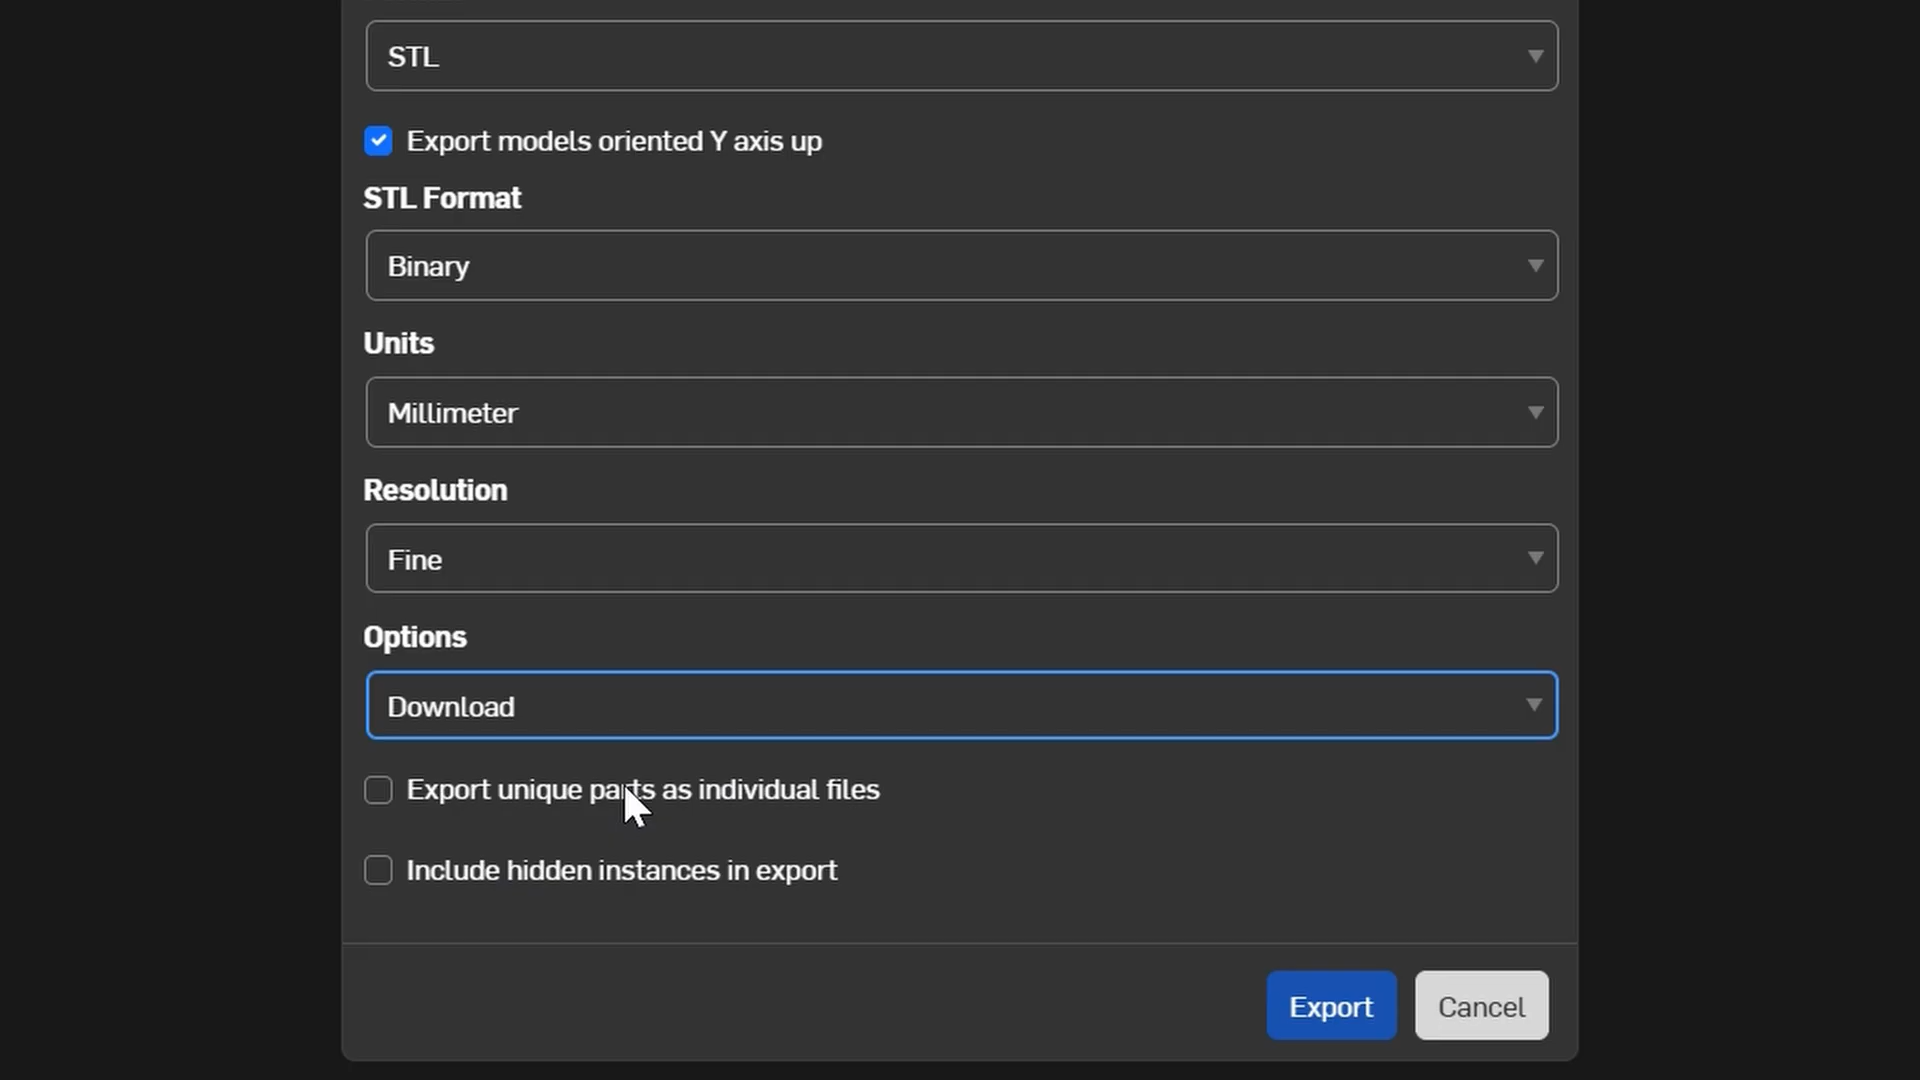 STL
Export models oriented Y axis up
STL Format
Binary
Units
Millimeter
Resolution
Fine
Options
Download
Export unique parts as individual files
Include hidden instances in export
Export Cancel